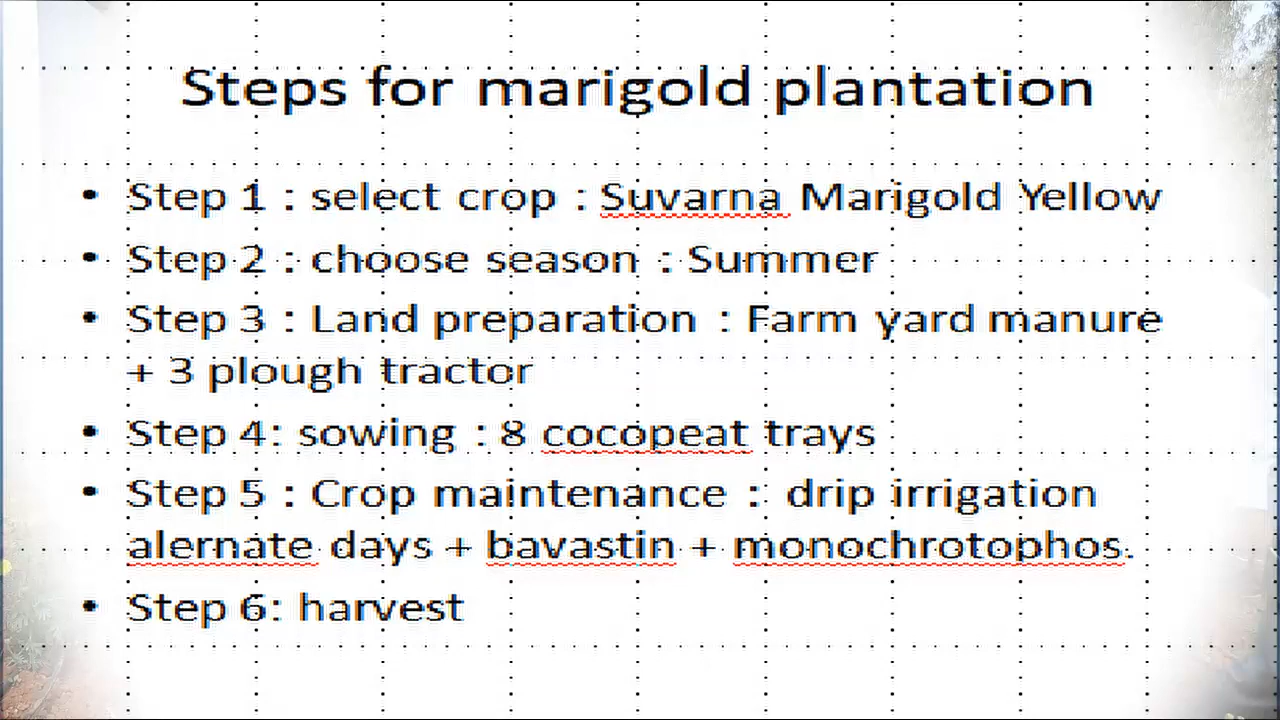 Steps for marigold plantation
• Step 1 : select crop : Suvarna Marigold Yellow
• Step 2 : choose season : Summer
• Step 3 : Land preparation : Farm yard manure
+ 3 plough tractor
• Step 4: sowing : 8 cocopeat trays
• Step 5 : Crop maintenance : drip irrigation
alernate days + bavastin + monochrotophos.
• Step 6: harvest